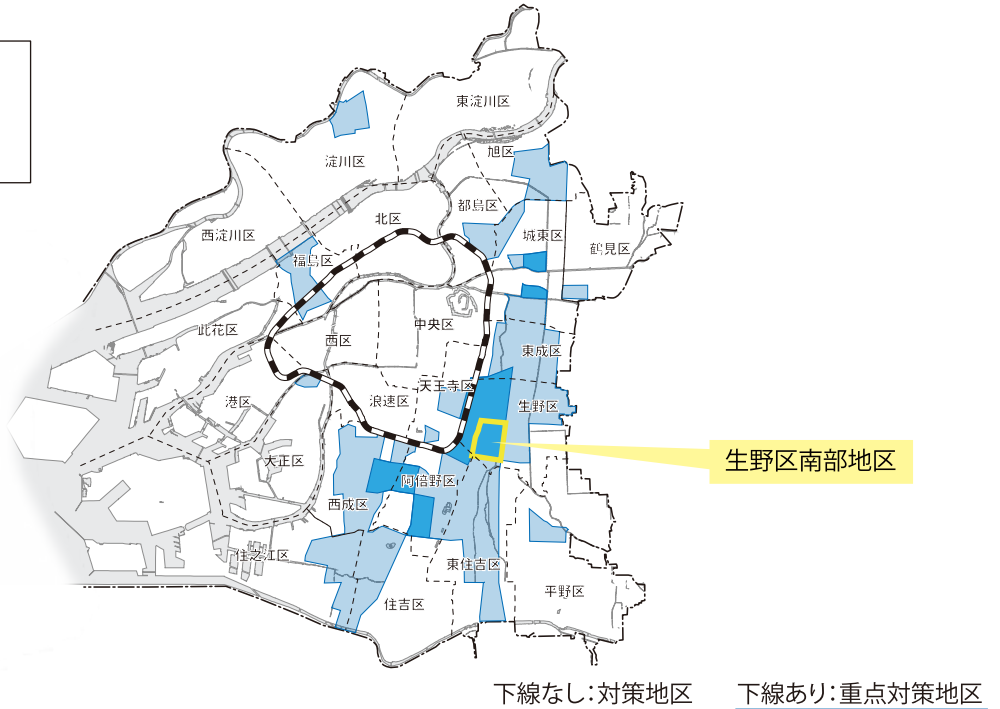 東淀川区
旭区
淀川区
都島区
北区
西淀川区
城東区
鶴見区
福島区
此花区
中央区
西区
東成区
天王寺区
浪速区
港区
生野区
大正区
生野区南部地区
阿倍野区
西成区
住之江区
東住吉区
平野区
住吉区
下線なし：対策地区
下線あり：重点対策地区